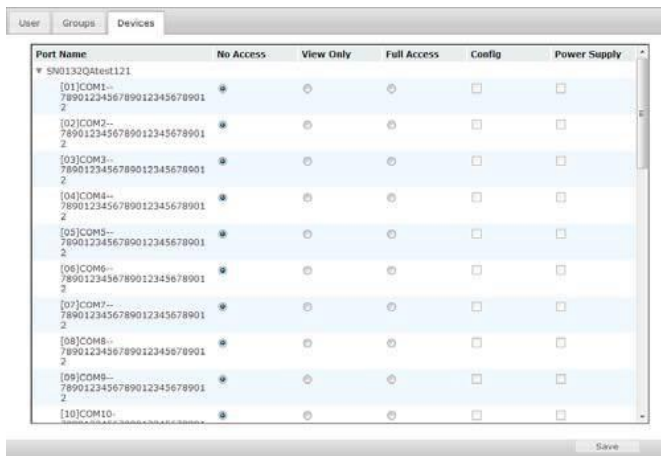 User Groups Devices
Port Name No Access View Only Full Access Config Power Supply
SN0132QAtest121
[01]COM1--
7890123456789012345678901
2
[02]COM2--
7890123456789012345678901
2
[03]COM3--
7890123456789012345678901
2
[04]COM4--
7890123456789012345678901
2
[05]COM5--
7890123456789012345678901
2
[06]COM6--
7890123456789012345678901
2
[07]COM7--
7890123456789012345678901
2
[08]COM8--
7890123456789012345678901
2
[09]COM9--
7890123456789012345678901
2
[10]COM10-
Save